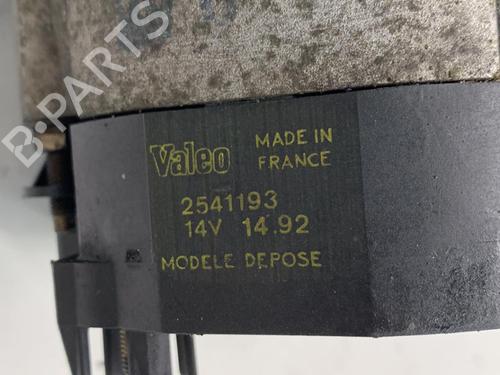 B-PARTS
Valeo
MADE IN
FRANCE
2541193
14V 14.92
MODELE DEPOSE